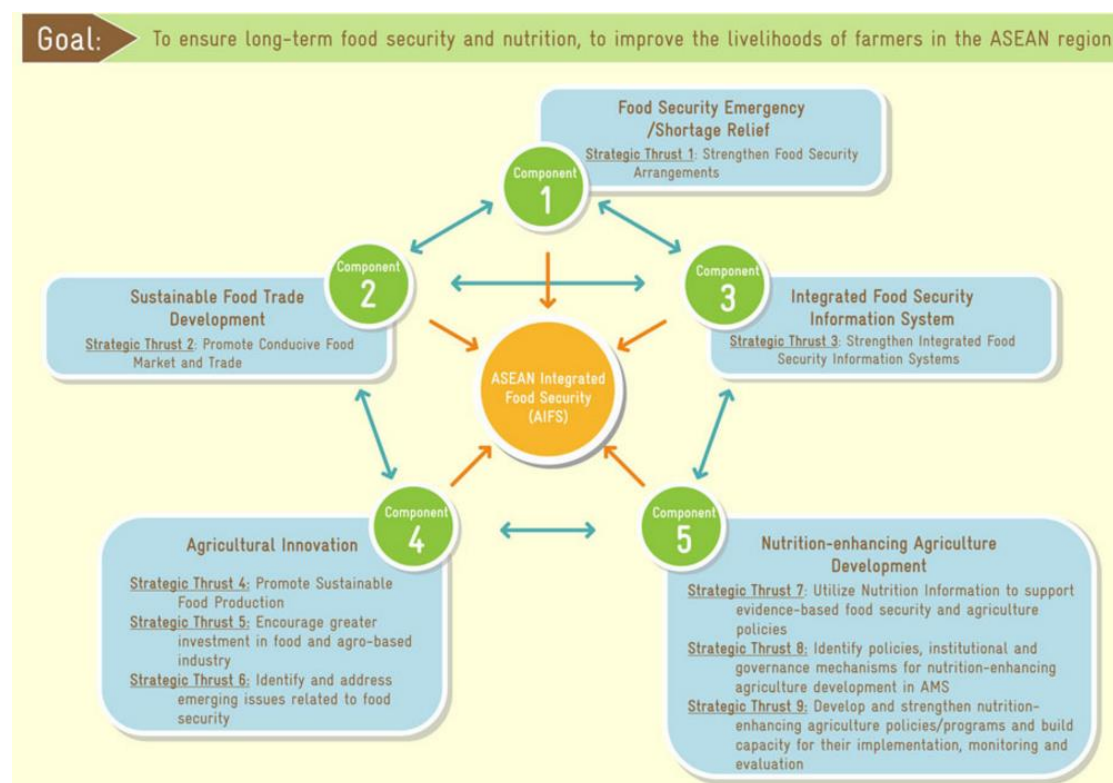 Goal:
To ensure long-term food security and nutrition, to improve the livelihoods of farmers in the ASEAN region
Food Security Emergency
/Shortage Relief
Strategic Thrust 1: Strengthen Food Security
Arrangements
Component
1
Component
2
Sustainable Food Trade
Development
Strategic Thrust 2: Promote Conducive Food
Market and Trade
Component
3
Integrated Food Security
Information System
Strategic Thrust 3: Strengthen Integrated Food
Security Information Systems
ASEAN Integrated
Food Security
(AIFS)
Component
4
Agricultural Innovation
Strategic Thrust 4: Promote Sustainable
Food Production
Strategic Thrust 5: Encourage greater
investment in food and agro-based
industry
Strategic Thrust 6: Identify and address
emerging issues related to food
security
Component
5
Nutrition-enhancing Agriculture
Development
Strategic Thrust 7: Utilize Nutrition Information to support
evidence-based food security and agriculture
policies
Strategic Thrust 8: Identify policies, institutional and
governance mechanisms for nutrition-enhancing
agriculture development in AMS
Strategic Thrust 9: Develop and strengthen nutrition-
enhancing agriculture policies/programs and build
capacity for their implementation, monitoring and
evaluation